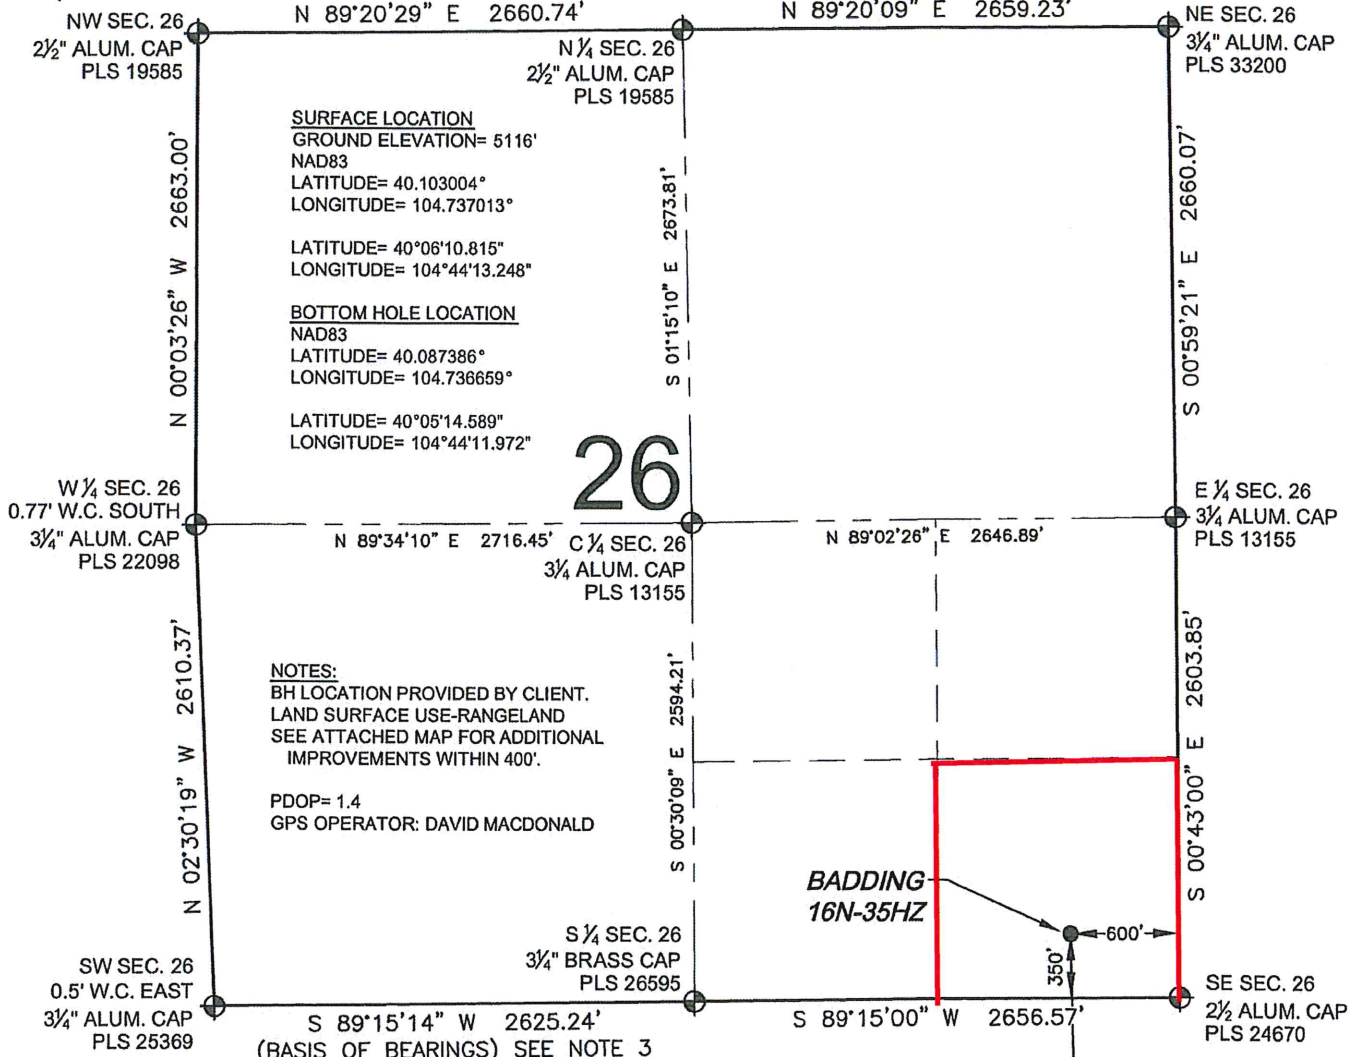 N 89°20'29" E 2660.74'
N 89°20'09" E 2659.23'
NW SEC. 26
2½" ALUM. CAP
PLS 19585
N ¼ SEC. 26
2½" ALUM. CAP
PLS 19585
NE SEC. 26
3¼" ALUM. CAP
PLS 33200
SURFACE LOCATION
GROUND ELEVATION= 5116'
NAD83
LATITUDE= 40.103004°
LONGITUDE= 104.737013°
LATITUDE= 40°06'10.815"
LONGITUDE= 104°44'13.248"
BOTTOM HOLE LOCATION
NAD83
LATITUDE= 40.087386°
LONGITUDE= 104.736659°
LATITUDE= 40°05'14.589"
LONGITUDE= 104°44'11.972"
N 00°03'26" W 2663.00'
S 01°15'10" E 2673.81'
S 00°59'21" E 2660.07'
26
W ¼ SEC. 26
0.77' W.C. SOUTH
3¼" ALUM. CAP
PLS 22098
N 89°34'10" E 2716.45'
C ¼ SEC. 26
3¼ ALUM. CAP
PLS 13155
N 89°02'26" E 2646.89'
E ¼ SEC. 26
3¼ ALUM. CAP
PLS 13155
N 02°30'19" W 2610.37'
NOTES:
BH LOCATION PROVIDED BY CLIENT.
LAND SURFACE USE-RANGELAND
SEE ATTACHED MAP FOR ADDITIONAL
IMPROVEMENTS WITHIN 400'.
PDOP= 1.4
GPS OPERATOR: DAVID MACDONALD
S 00°30'09" E 2594.21'
S 00°43'00" E 2603.85'
BADDING
16N-35HZ
600'
350'
SW SEC. 26
0.5' W.C. EAST
3¼" ALUM. CAP
PLS 25369
S ¼ SEC. 26
3¼" BRASS CAP
PLS 26595
SE SEC. 26
2½ ALUM. CAP
PLS 24670
S 89°15'14" W 2625.24'
(BASIS OF BEARINGS) SEE NOTE 3
S 89°15'00" W 2656.57'